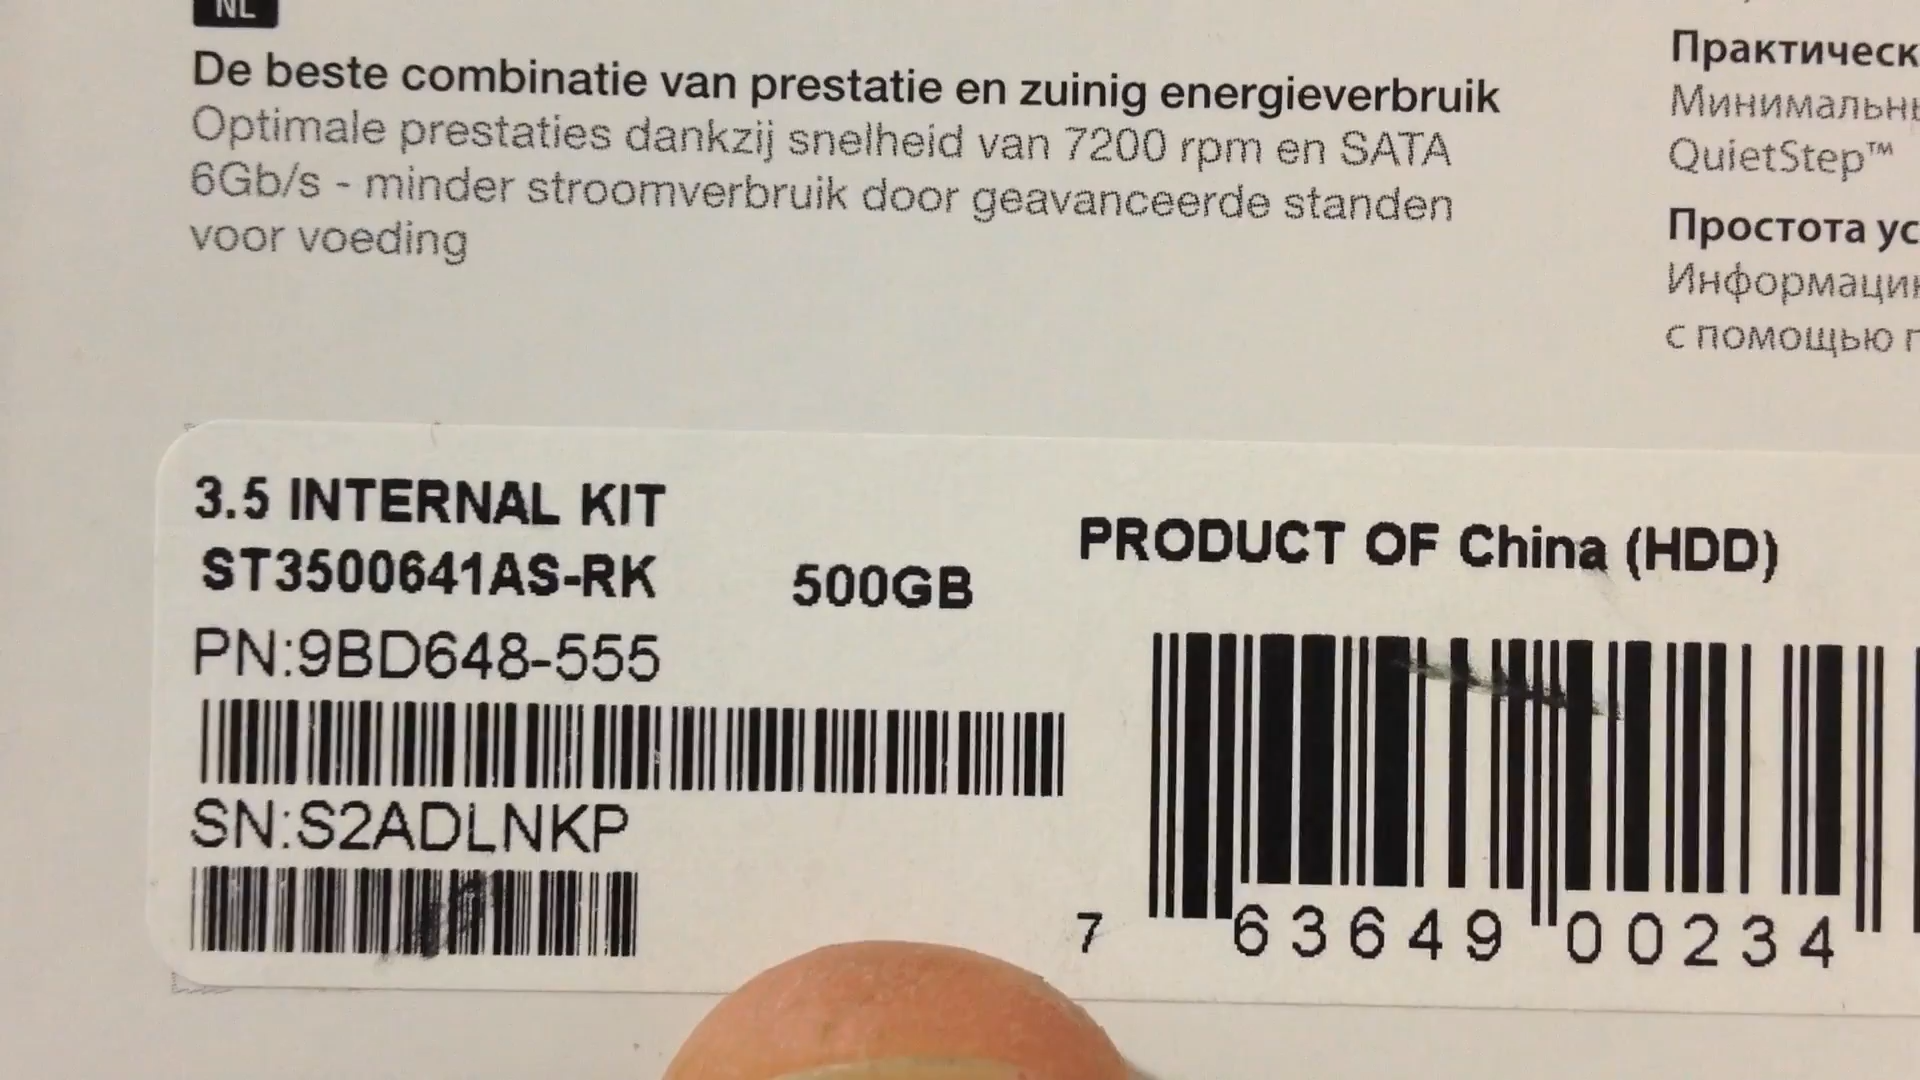 NL
De beste combinatie van prestatie en zuinig energieverbruik
Optimale prestaties dankzij snelheid van 7200 rpm en SATA
6Gb/s - minder stroomverbruik door geavanceerde standen
voor voeding
QuietStep™
Простота
с помощью
3.5 INTERNAL KIT
ST3500641AS-RK
500GB
PN:9BD648-555
SN:S2ADLNKP
PRODUCT OF China (HDD)
7 63649 00234